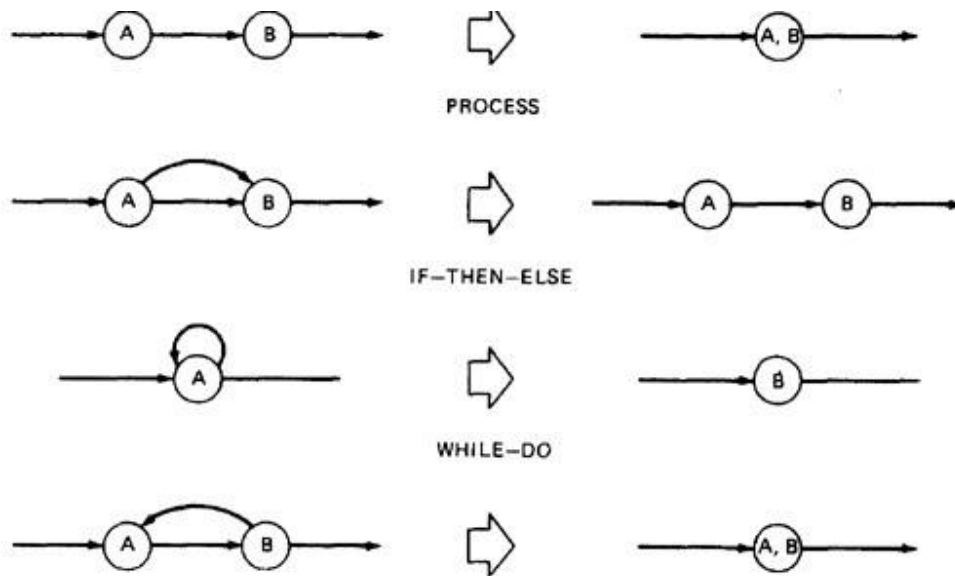 A B A, B
PROCESS
A B A B
IF–THEN–ELSE
A B
WHILE–DO
A B A, B